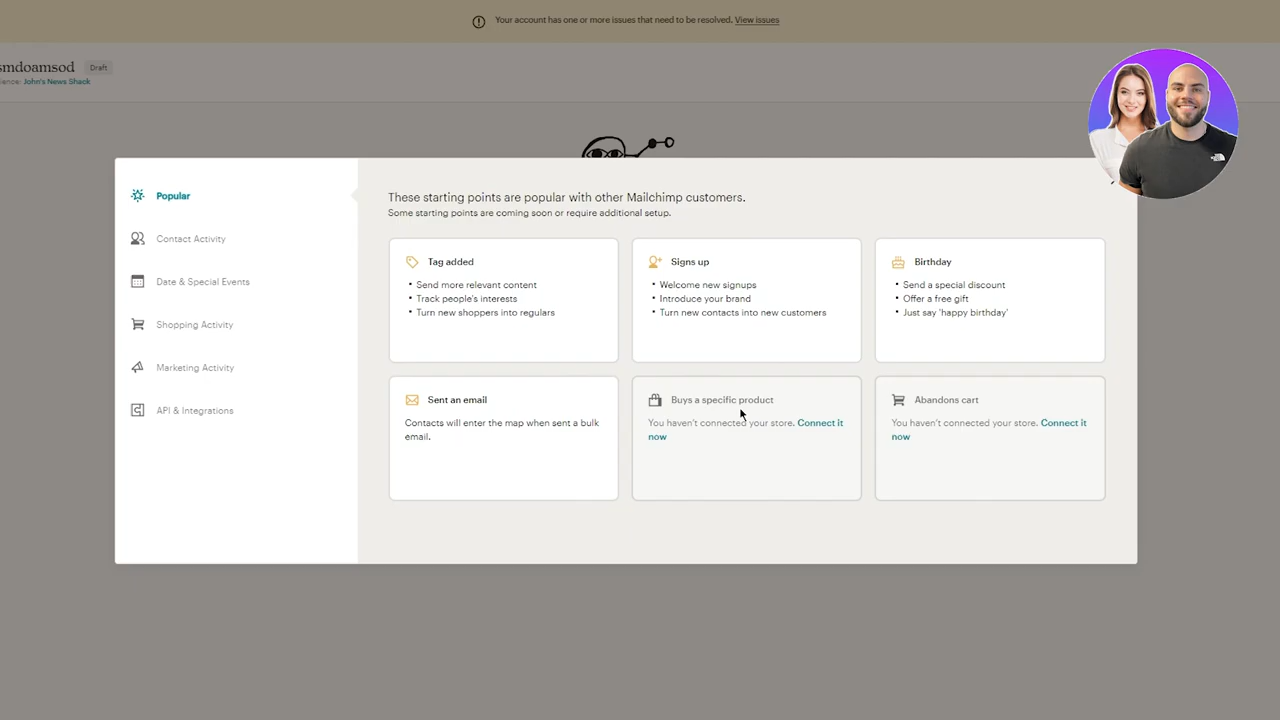 Your account has one or more issues that need to be resolved. View issues
smdoamsod Draft
ience: John's News Shack
Popular
Contact Activity
Date & Special Events
Shopping Activity
Marketing Activity
API & Integrations
These starting points are popular with other Mailchimp customers.
Some starting points are coming soon or require additional setup.
Tag added
• Send more relevant content
• Track people's interests
• Turn new shoppers into regulars
Signs up
• Welcome new signups
• Introduce your brand
• Turn new contacts into new customers
Birthday
• Send a special discount
• Offer a free gift
• Just say 'happy birthday'
Sent an email
Contacts will enter the map when sent a bulk
email.
Buys a specific product
You haven't connected your store. Connect it
now
Abandons cart
You haven't connected your store. Connect it
now